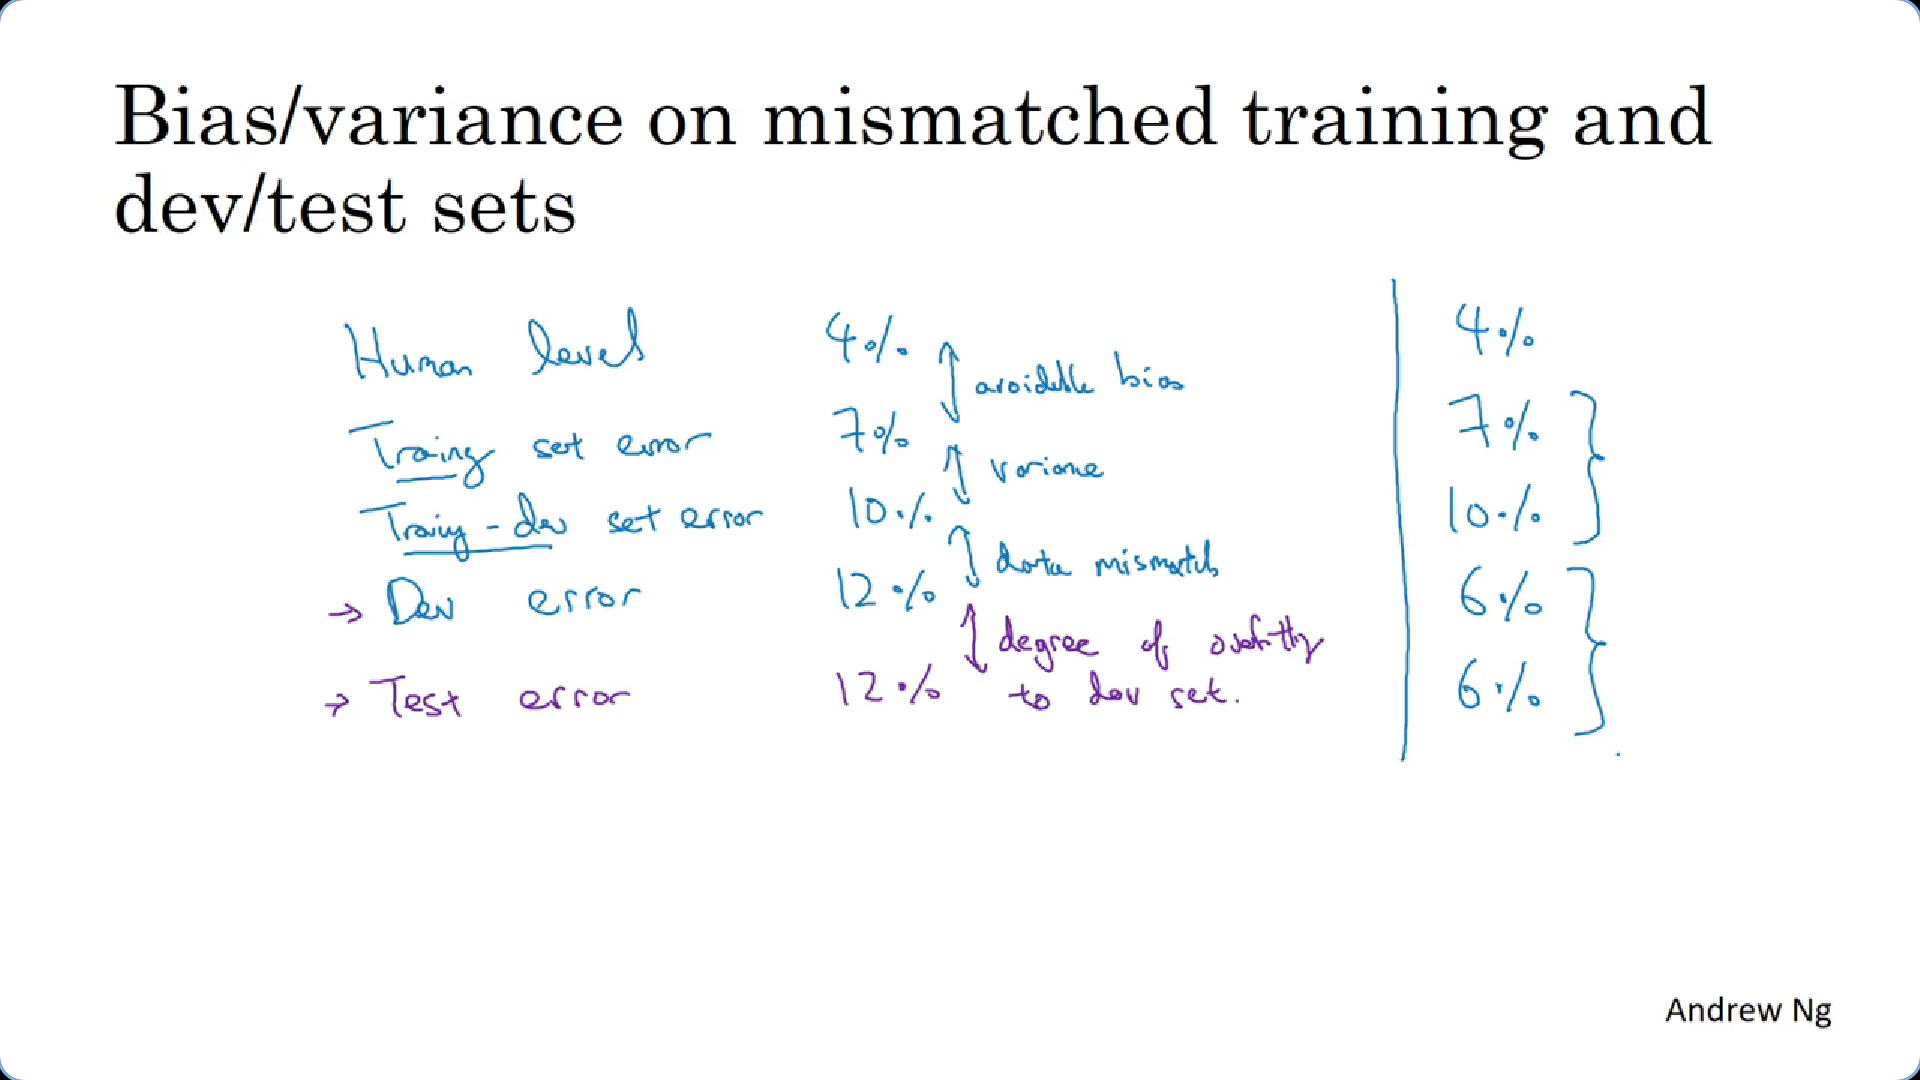 Bias/variance on mismatched training and
dev/test sets
Human level 4% 4%
avoidable bias
Traing set error 7% 7%
variance
Traing-dev set error 10% 10%
data mismatch
Dev error 12% 6%
degree of overfitting
Test error 12% to dev set. 6%
Andrew Ng